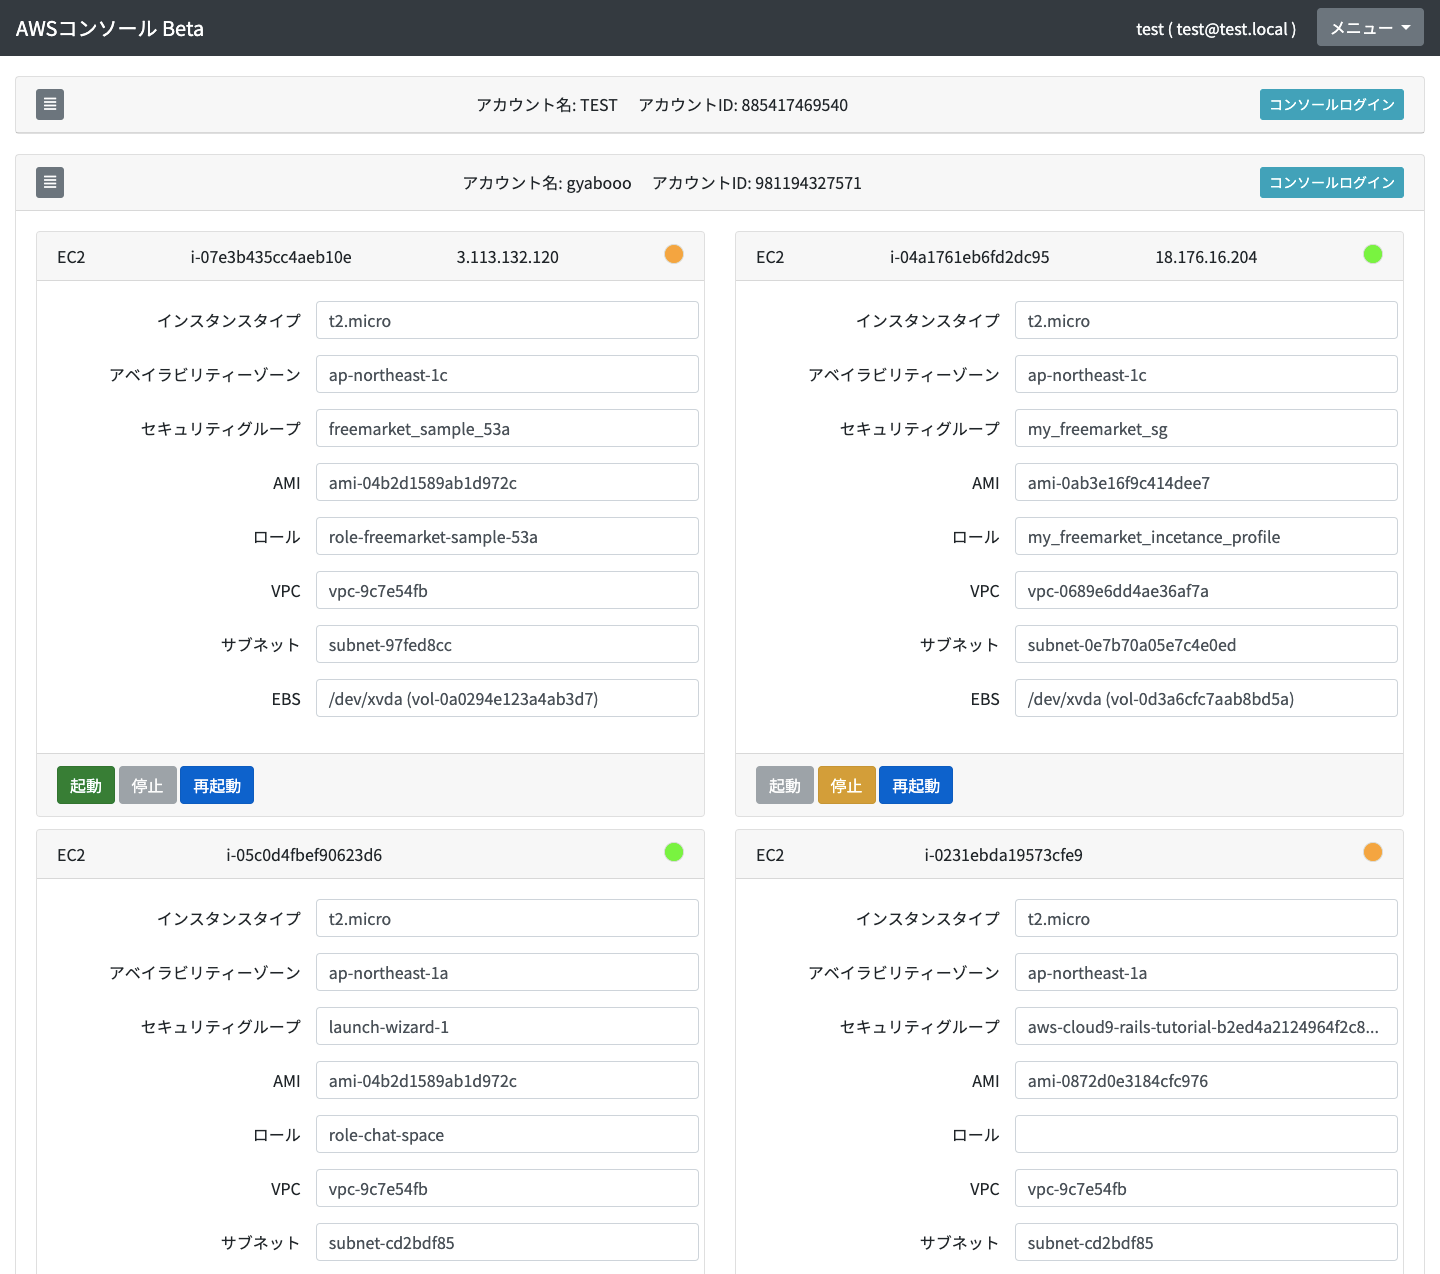 AWSコンソール Beta
test ( test@test.local )
メニュー
アカウント名: TEST アカウントID: 885417469540
コンソールログイン
アカウント名: gyabooo アカウントID: 981194327571
コンソールログイン
EC2 i-07e3b435cc4aeb10e 3.113.132.120
インスタンスタイプ t2.micro
アベイラビリティーゾーン ap-northeast-1c
セキュリティグループ freemarket_sample_53a
AMI ami-04b2d1589ab1d972c
ロール role-freemarket-sample-53a
VPC vpc-9c7e54fb
サブネット subnet-97fed8cc
EBS /dev/xvda (vol-0a0294e123a4ab3d7)
起動 停止 再起動
EC2 i-04a1761eb6fd2dc95 18.176.16.204
インスタンスタイプ t2.micro
アベイラビリティーゾーン ap-northeast-1c
セキュリティグループ my_freemarket_sg
AMI ami-0ab3e16f9c414dee7
ロール my_freemarket_incetance_profile
VPC vpc-0689e6dd4ae36af7a
サブネット subnet-0e7b70a05e7c4e0ed
EBS /dev/xvda (vol-0d3a6cfc7aab8bd5a)
起動 停止 再起動
EC2 i-05c0d4fbef90623d6
インスタンスタイプ t2.micro
アベイラビリティーゾーン ap-northeast-1a
セキュリティグループ launch-wizard-1
AMI ami-04b2d1589ab1d972c
ロール role-chat-space
VPC vpc-9c7e54fb
サブネット subnet-cd2bdf85
EC2 i-0231ebda19573cfe9
インスタンスタイプ t2.micro
アベイラビリティーゾーン ap-northeast-1a
セキュリティグループ aws-cloud9-rails-tutorial-b2ed4a2124964f2c8...
AMI ami-0872d0e3184cfc976
ロール
VPC vpc-9c7e54fb
サブネット subnet-cd2bdf85